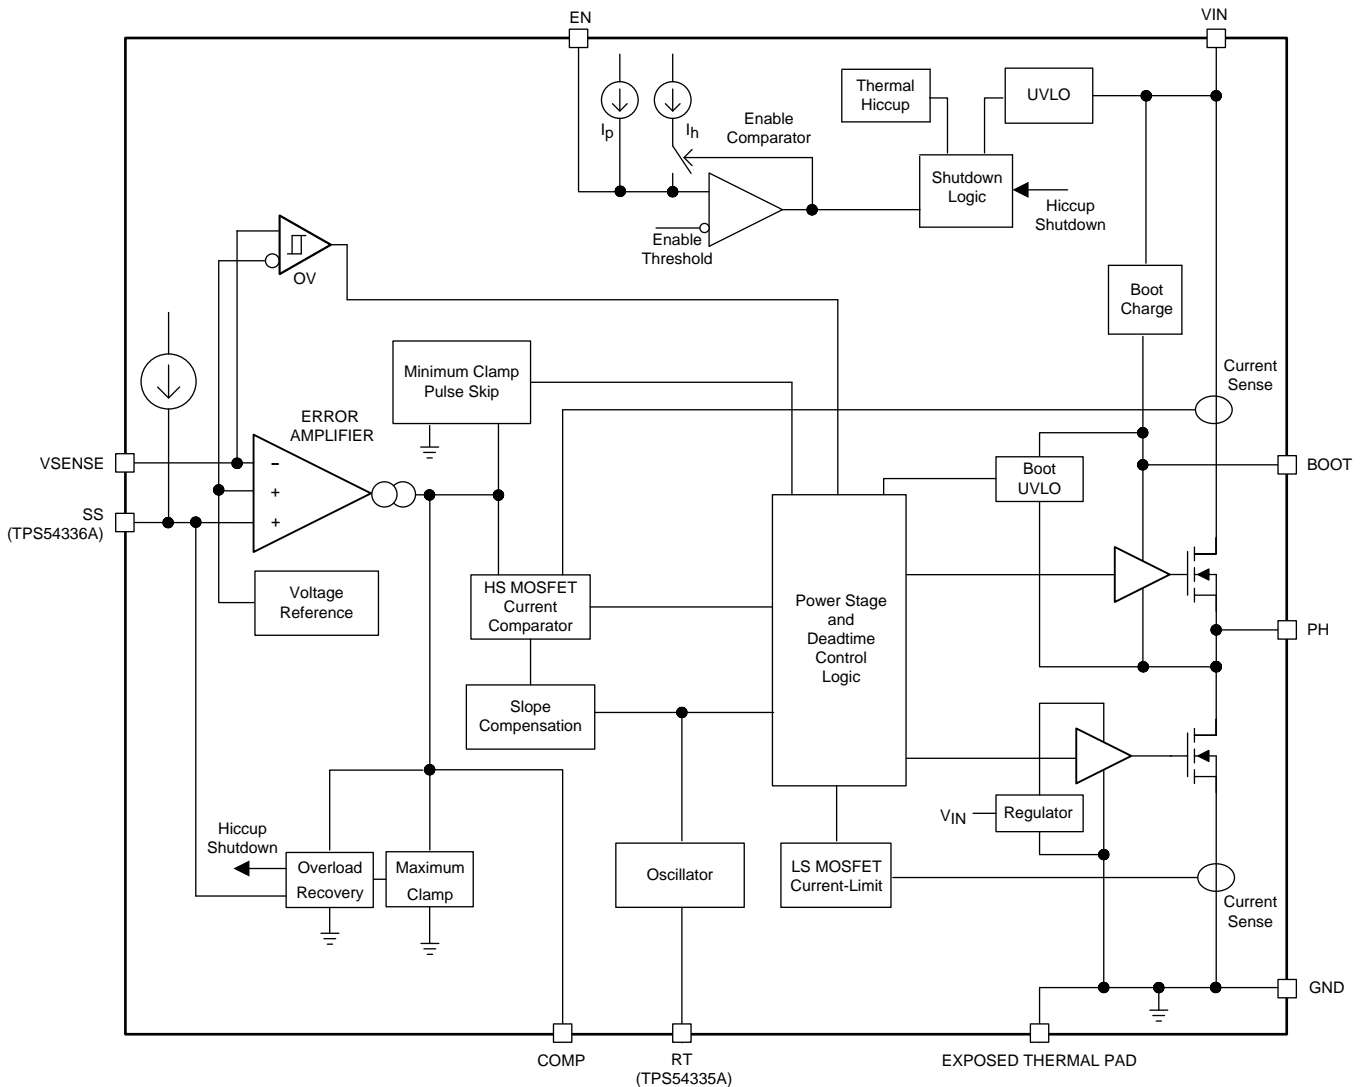 EN
VIN
Thermal
Hiccup
UVLO
Ip
Ih
Enable
Comparator
Shutdown
Logic
Hiccup
Shutdown
Enable
Threshold
OV
Boot
Charge
Current
Sense
Minimum Clamp
Pulse Skip
ERROR
AMPLIFIER
VSENSE
−
+
+
SS
(TPS54336A)
BOOT
Boot
UVLO
Voltage
Reference
HS MOSFET
Current
Comparator
Power Stage
and
Deadtime
Control
Logic
PH
Slope
Compensation
VIN
Regulator
Hiccup
Shutdown
Overload
Recovery
Maximum
Clamp
Oscillator
LS MOSFET
Current-Limit
Current
Sense
GND
COMP
RT
(TPS54335A)
EXPOSED THERMAL PAD